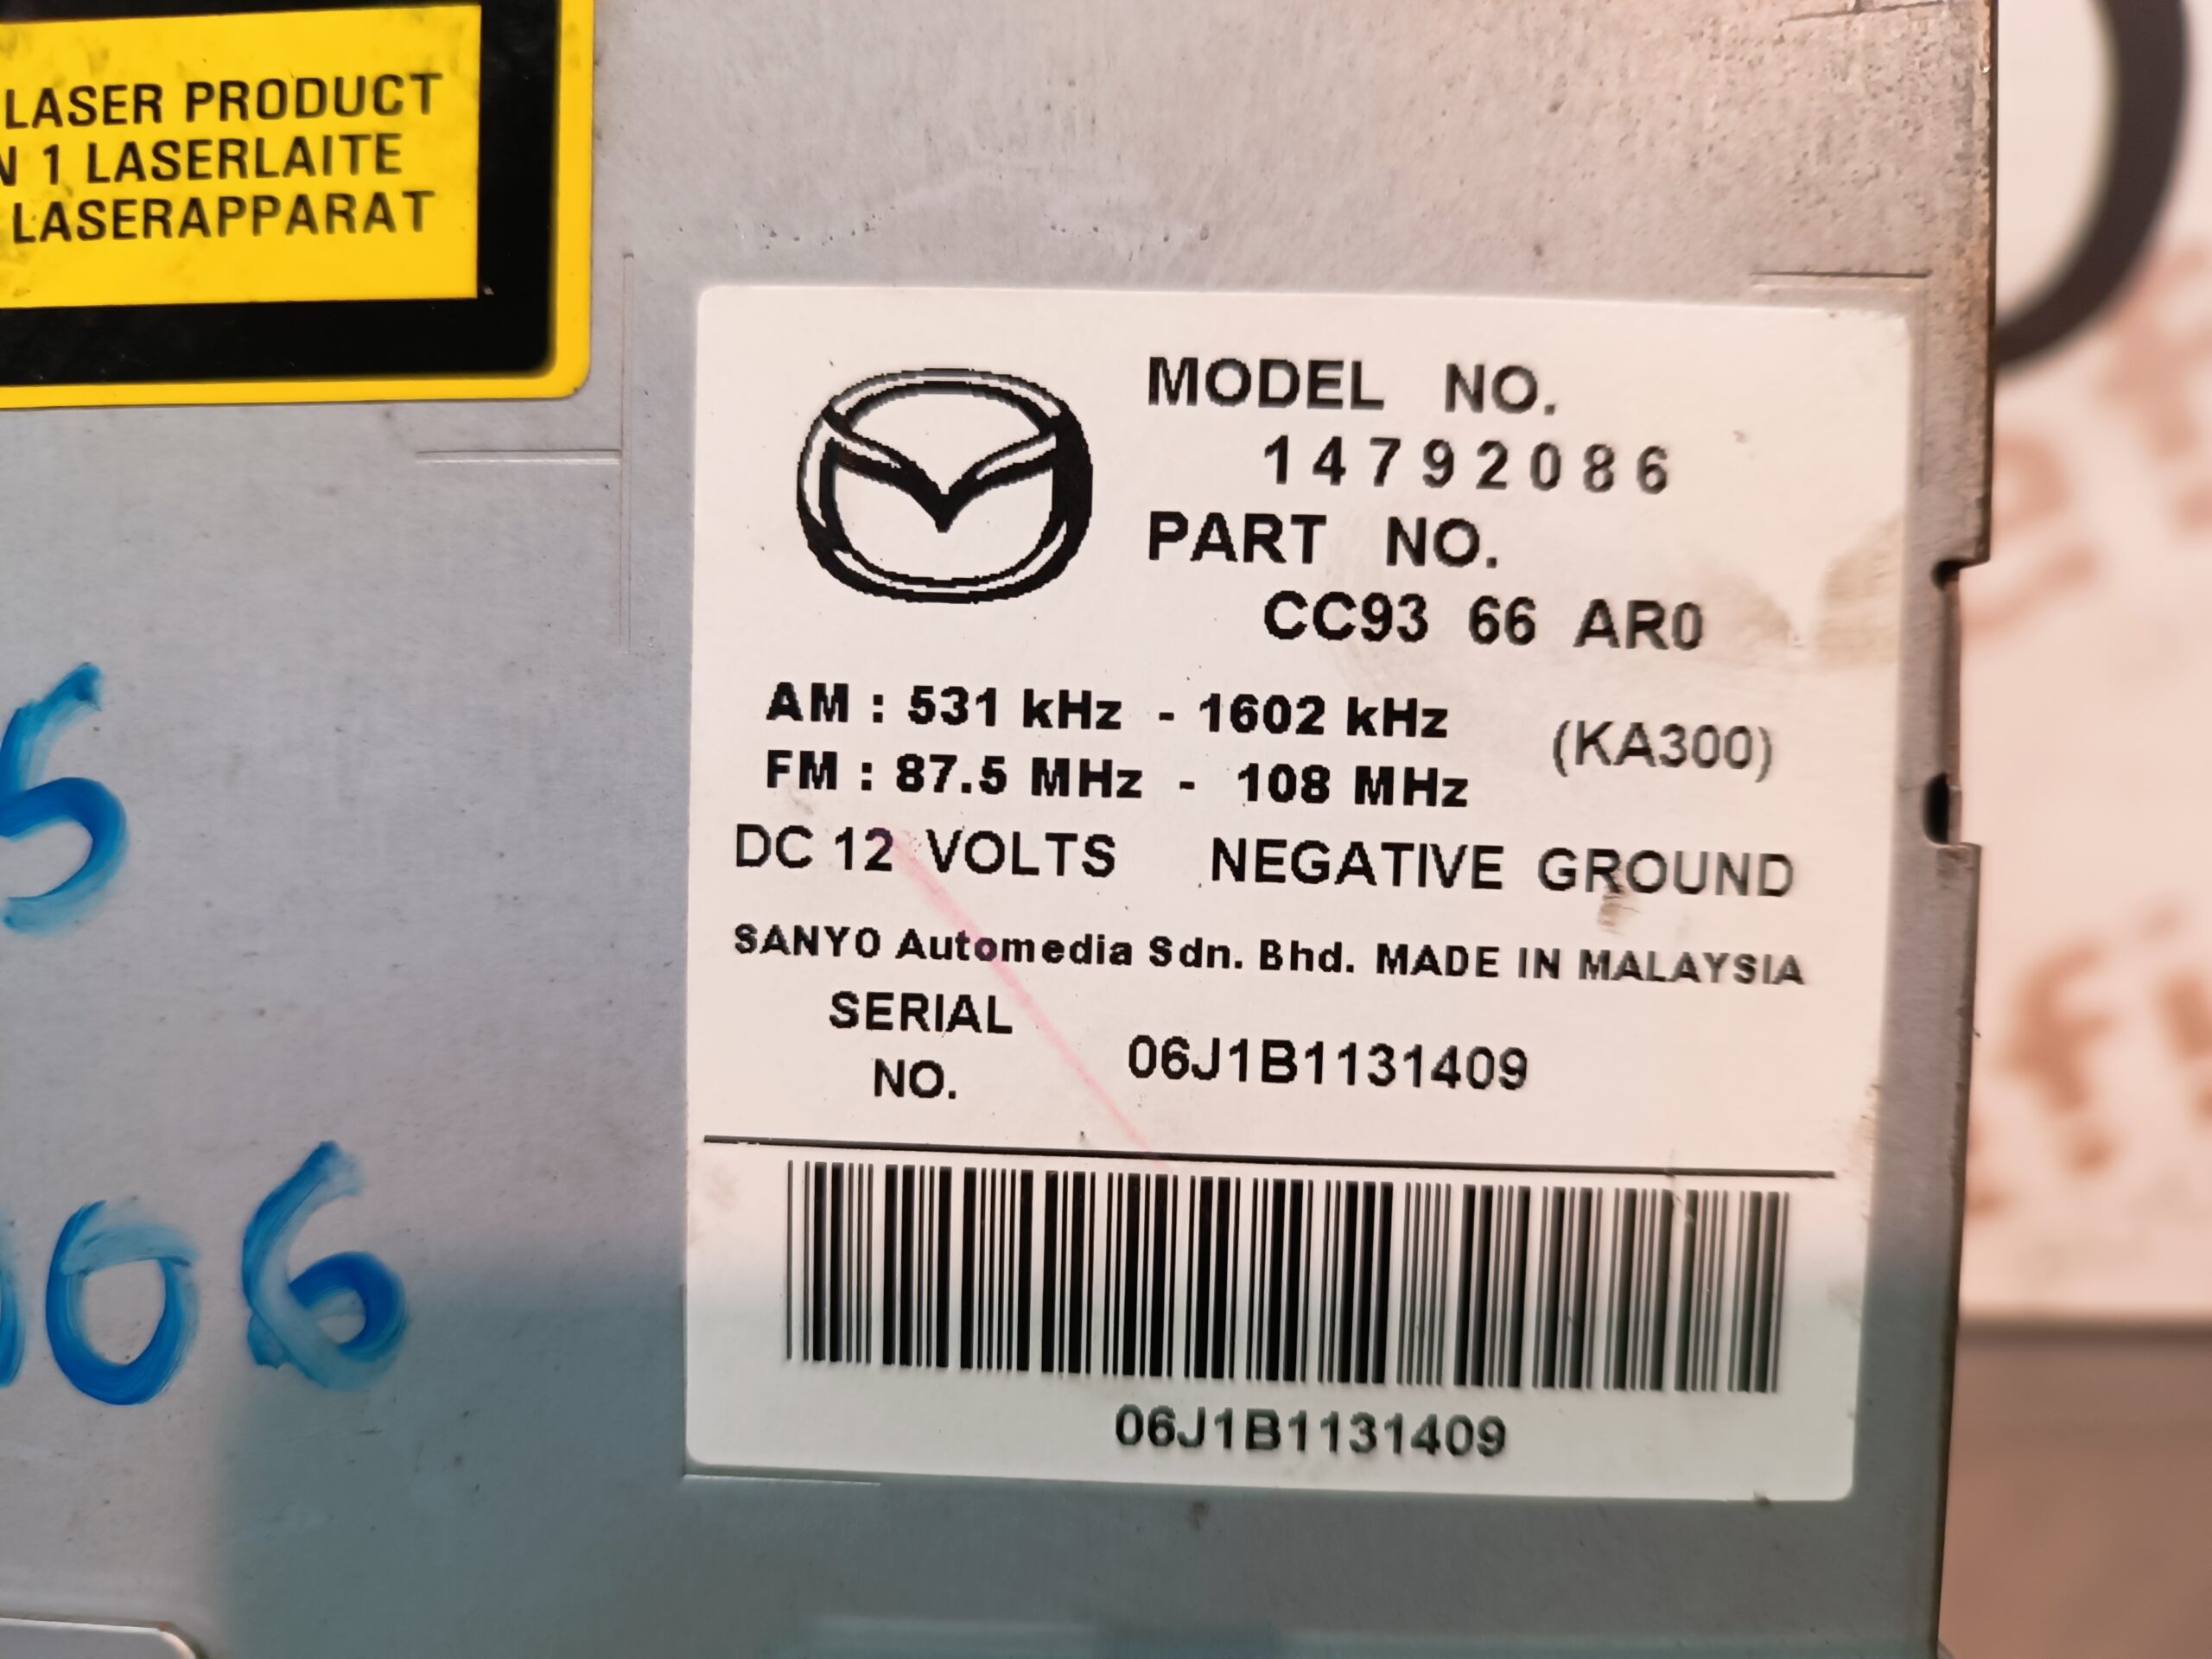 LASER PRODUCT
1 LASERLAITE
LASERAPPARAT
MODEL NO.
14792086
PART NO.
CC93 66 AR0
AM : 531 kHz - 1602 kHz
(KA300)
FM : 87.5 MHz - 108 MHz
DC 12 VOLTS NEGATIVE GROUND
SANYO Automedia Sdn. Bhd. MADE IN MALAYSIA
SERIAL
NO.
06J1B1131409
06J1B1131409
5
06